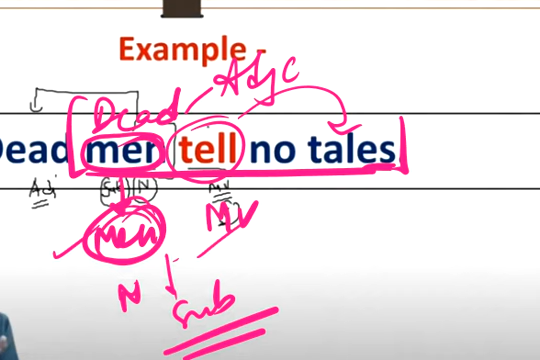 Example -
Adjc
Dead
Dead men tell no tales
Adj Sub N MV
Men MV
N Sub